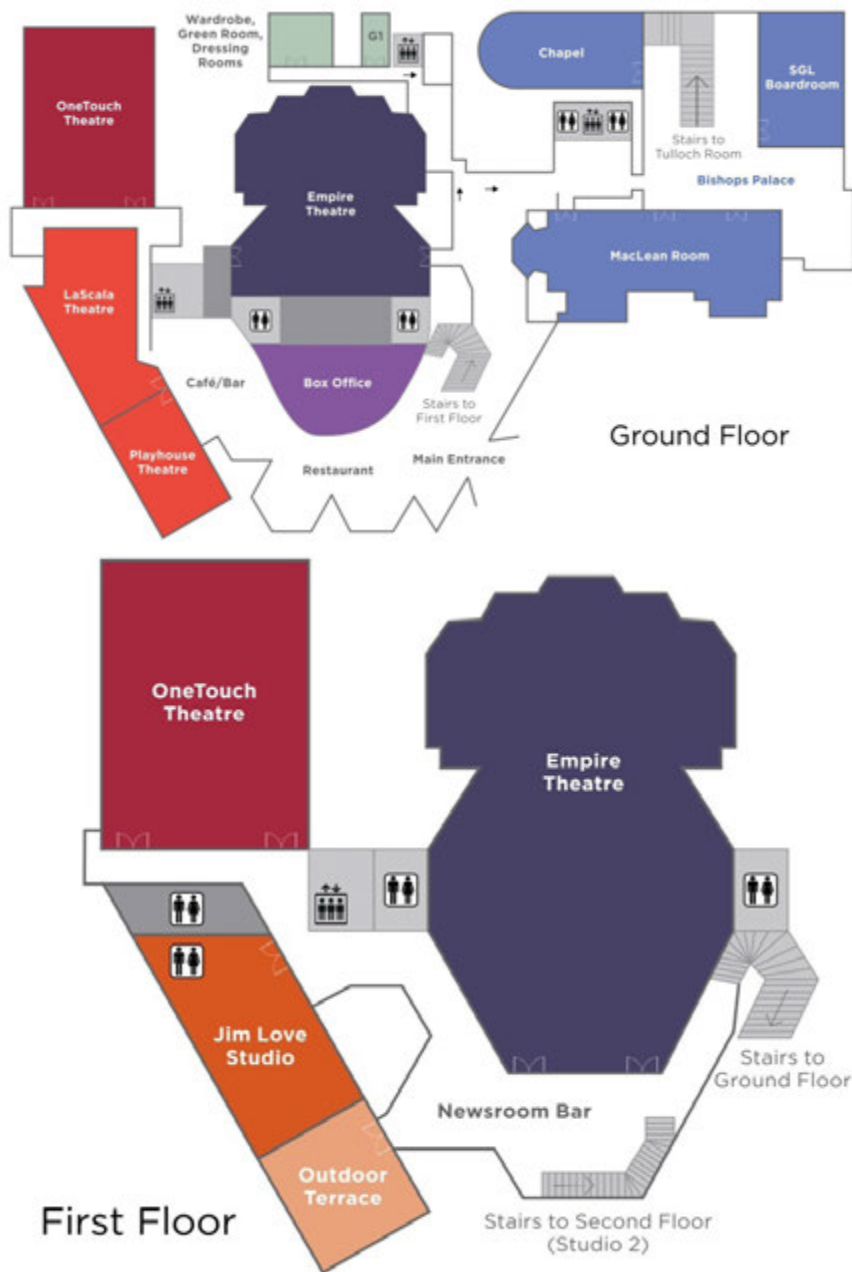 Wardrobe,
Green Room,
Dressing
Rooms
G1
OneTouch
Theatre
Chapel
SGL
Boardroom
Stairs to
Tulloch Room
Bishops Palace
Empire
Theatre
MacLean Room
LaScala
Theatre
Café/Bar
Box Office
Stairs to
First Floor
Playhouse
Theatre
Restaurant
Main Entrance
Ground Floor
OneTouch
Theatre
Empire
Theatre
Jim Love
Studio
Stairs to
Ground Floor
Newsroom Bar
Outdoor
Terrace
Stairs to Second Floor
(Studio 2)
First Floor